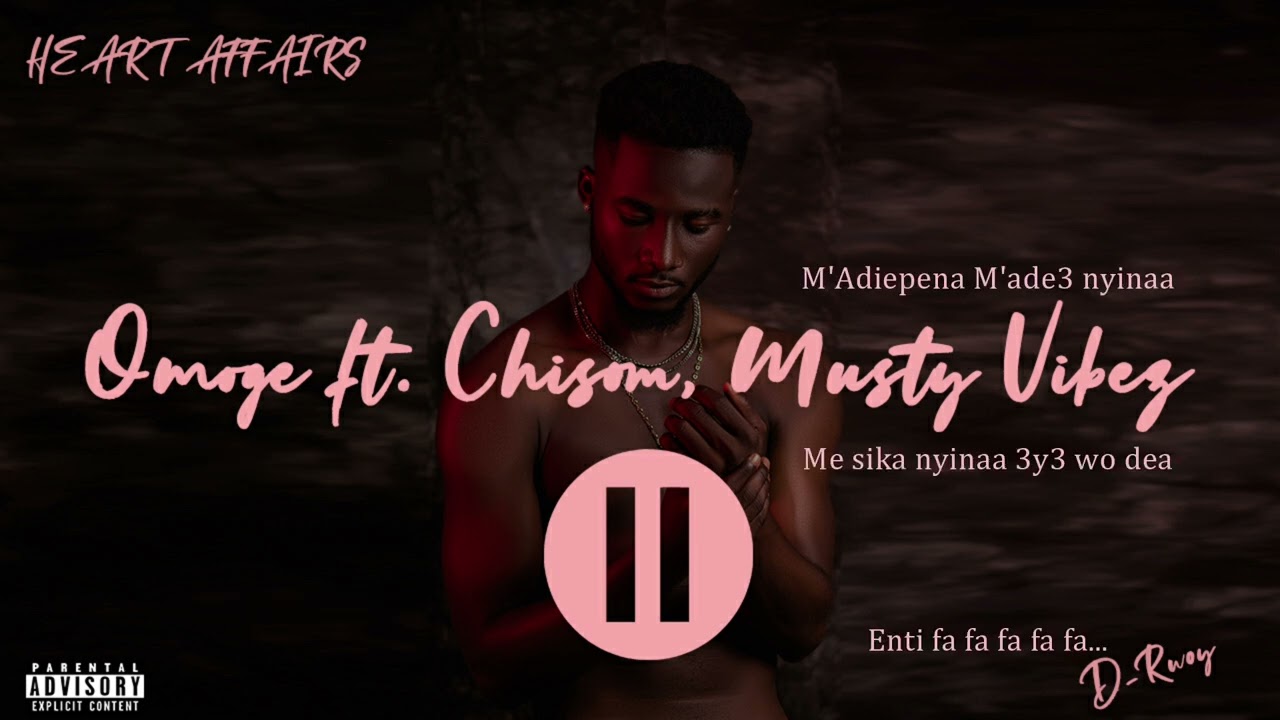 HEART AFFAIRS
M'Adiepena M'ade3 nyinaa
Omoge ft. Chisom, Musty Vibez
Me sika nyinaa 3y3 wo dea
Enti fa fa fa fa fa...
D-Rwoy
PARENTAL
ADVISORY
EXPLICIT CONTENT